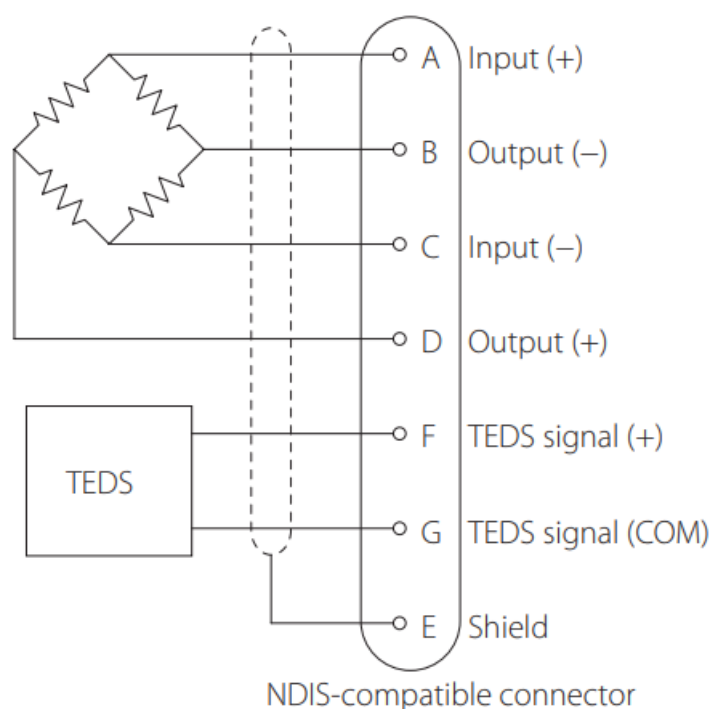 A Input (+)
B Output (−)
C Input (−)
D Output (+)
F TEDS signal (+)
TEDS
G TEDS signal (COM)
E Shield
NDIS-compatible connector